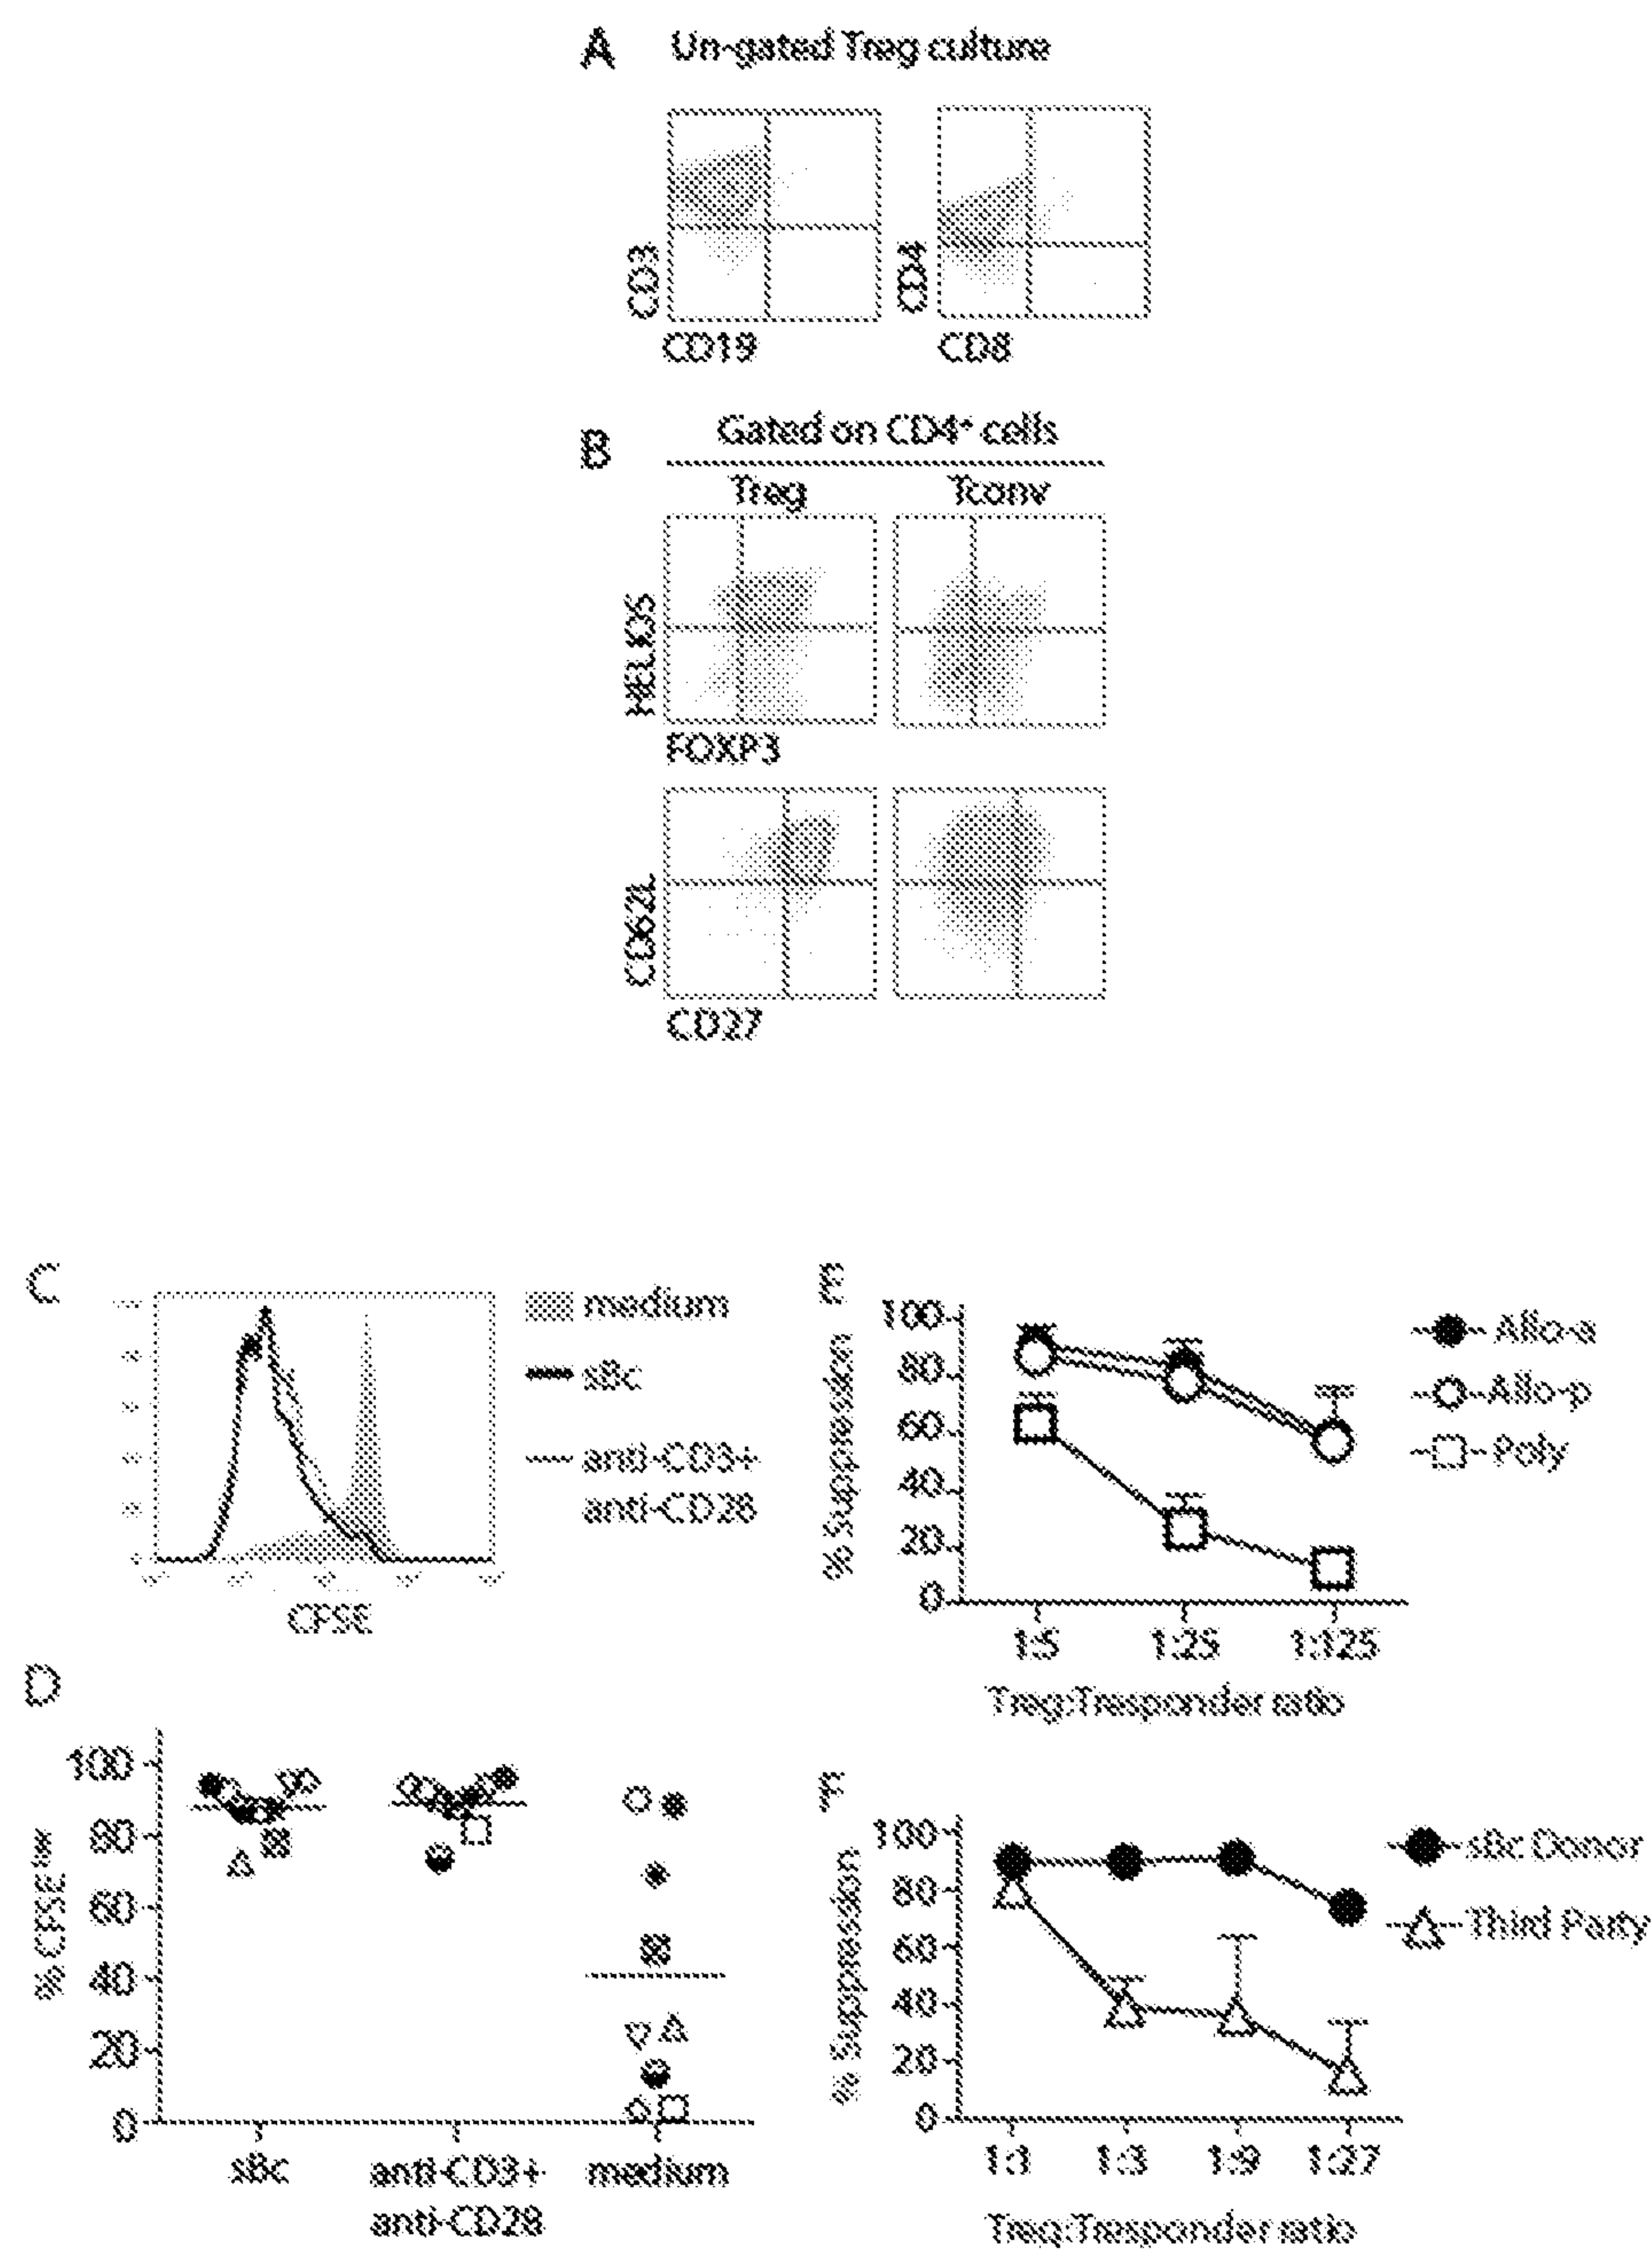 A Un-gated Treg culture
CD3
CD19
CD4
CD8
B Gated on CD4⁺ cells
Treg
Tconv
HELIOS
FOXP3
CD62L
CD27
C
medium
sBc
anti-CD3+
anti-CD28
CFSE
D
% CFSE
100
80
60
40
20
0
sBc
anti-CD3+
anti-CD28
medium
E
% Suppression
100
80
60
40
20
0
1:5
1:25
1:125
Treg:Tresponder ratio
Allo-a
Allo-p
Poly
F
% Suppression
100
80
60
40
20
0
1:1
1:3
1:9
1:27
Treg:Tresponder ratio
sBc Donor
Third Party